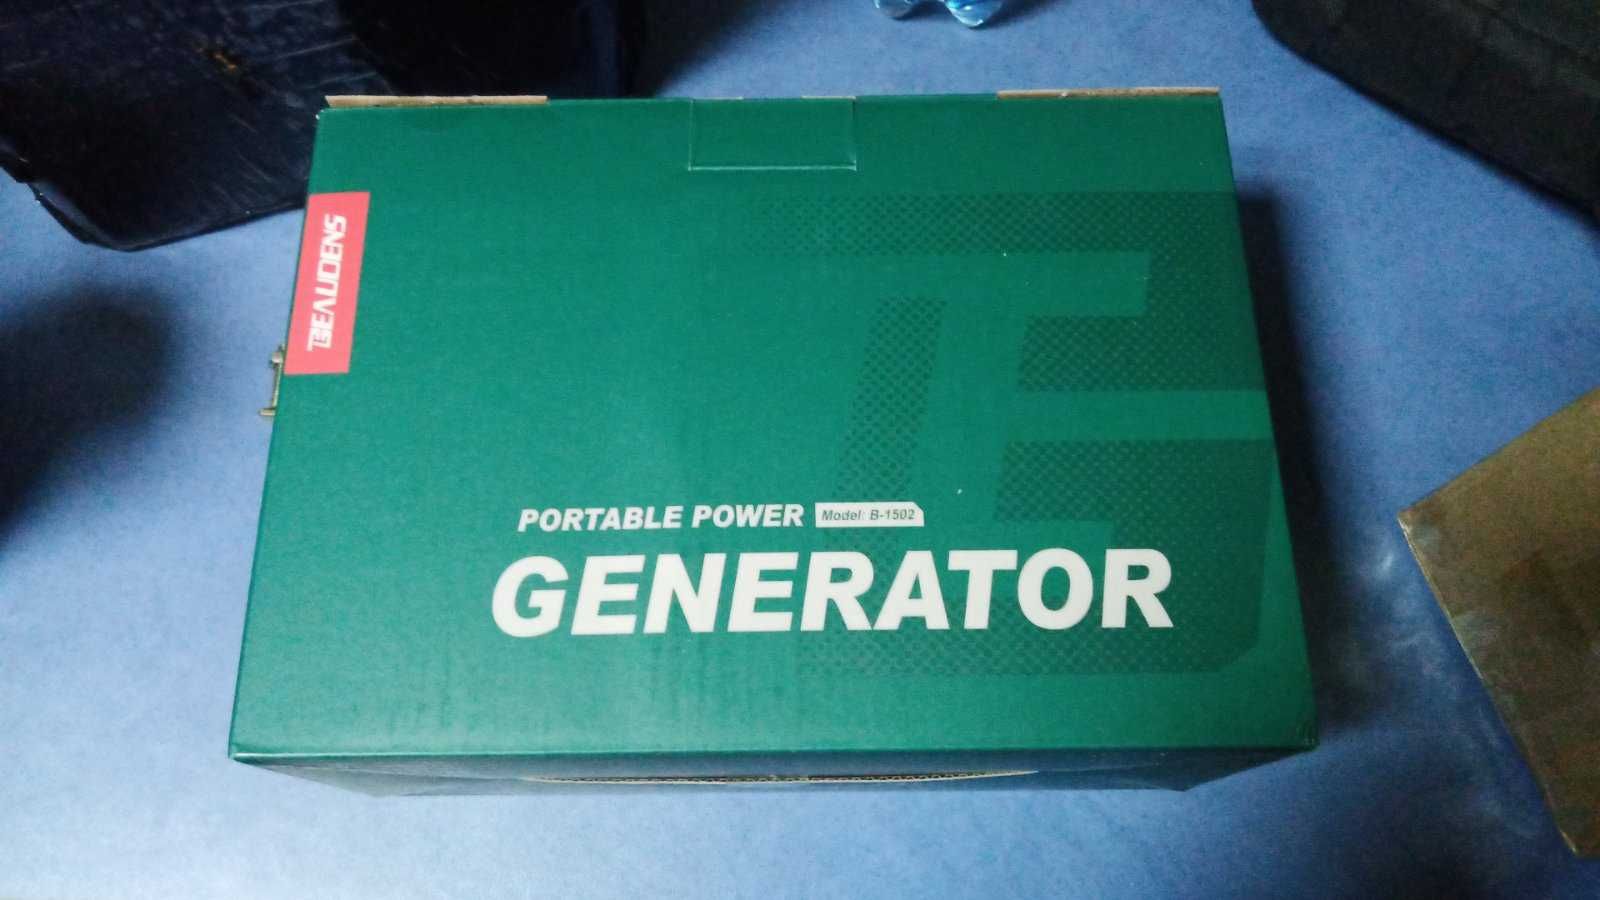 BEAUDENS
PORTABLE POWER Model: B-1502
GENERATOR